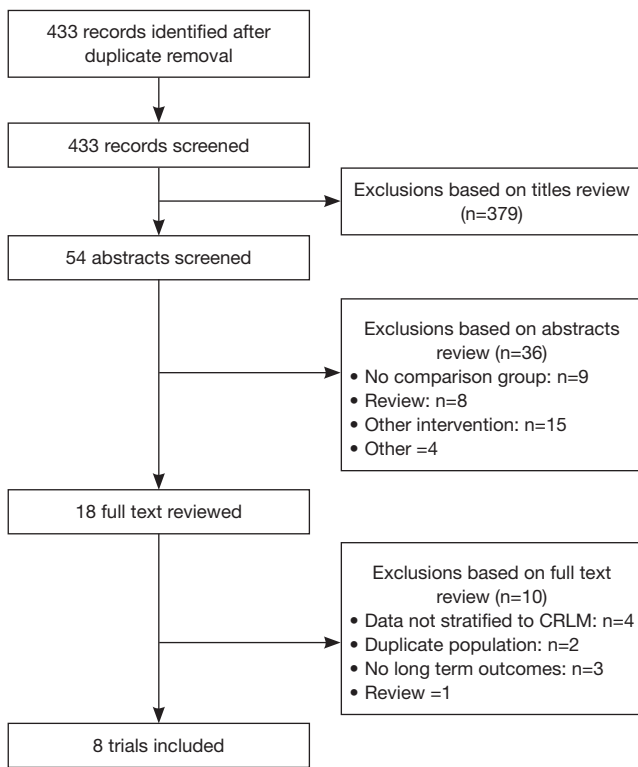 433 records identified after
duplicate removal
433 records screened
Exclusions based on titles review
(n=379)
54 abstracts screened
Exclusions based on abstracts
review (n=36)
• No comparison group: n=9
• Review: n=8
• Other intervention: n=15
• Other =4
18 full text reviewed
Exclusions based on full text
review (n=10)
• Data not stratified to CRLM: n=4
• Duplicate population: n=2
• No long term outcomes: n=3
• Review =1
8 trials included